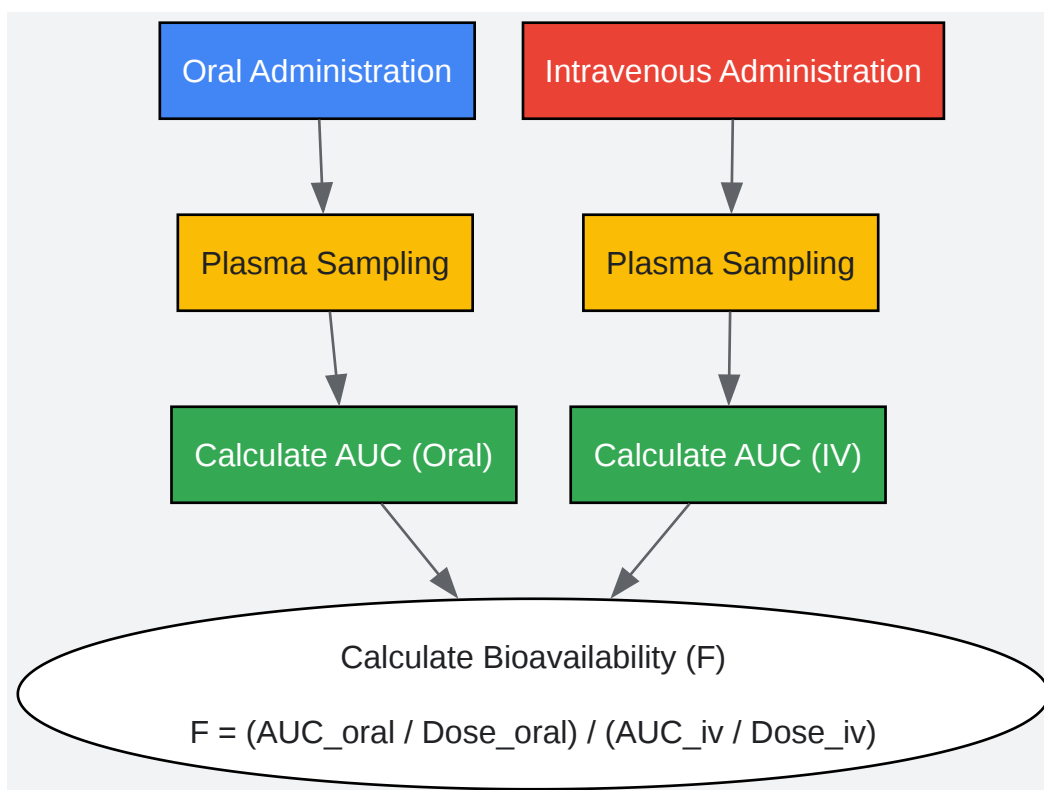 Oral Administration
Intravenous Administration
Plasma Sampling
Plasma Sampling
Calculate AUC (Oral)
Calculate AUC (IV)
Calculate Bioavailability (F)
F = (AUC_oral / Dose_oral) / (AUC_iv / Dose_iv)